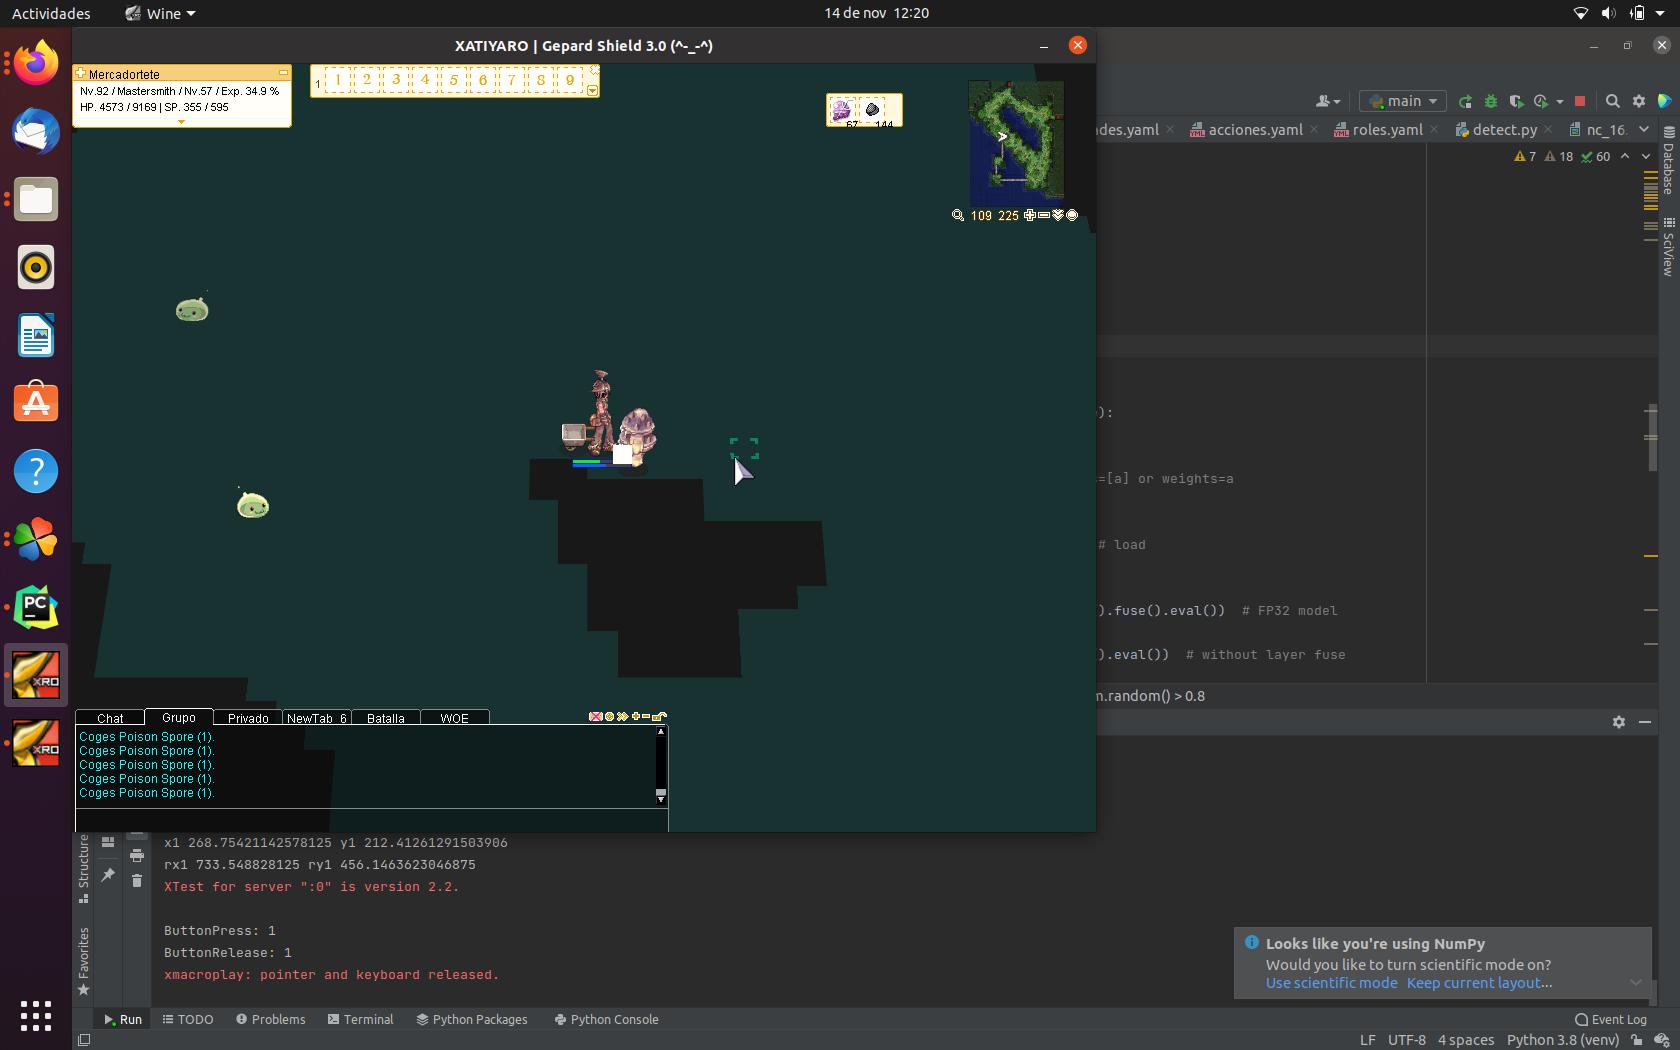 Actividades
Wine
14 de nov 12:20
XATIYARO | Gepard Shield 3.0 (^-_-^)
Mercadortete
Nv.92 / Mastersmith / Nv.57 / Exp. 34.9 %
HP. 4573 / 9169 | SP. 355 / 595
1
1 2 3 4 5 6 7 8 9
67 144
109 225
main
des.yaml
acciones.yaml
roles.yaml
detect.py
nc_16.
7 18 60
Database
SciView
):
=[a] or weights=a
# load
).fuse().eval()) # FP32 model
).eval()) # without layer fuse
m.random() > 0.8
PC
XRO
XRO
Chat Grupo Privado NewTab_6 Batalla WOE
Coges Poison Spore (1).
Coges Poison Spore (1).
Coges Poison Spore (1).
Coges Poison Spore (1).
Coges Poison Spore (1).
Structure
Favorites
x1 268.75421142578125 y1 212.41261291503906
rx1 733.548828125 ry1 456.1463623046875
XTest for server ":0" is version 2.2.
ButtonPress: 1
ButtonRelease: 1
xmacroplay: pointer and keyboard released.
Looks like you're using NumPy
Would you like to turn scientific mode on?
Use scientific mode Keep current layout...
Run TODO Problems Terminal Python Packages Python Console
Event Log
LF UTF-8 4 spaces Python 3.8 (venv)